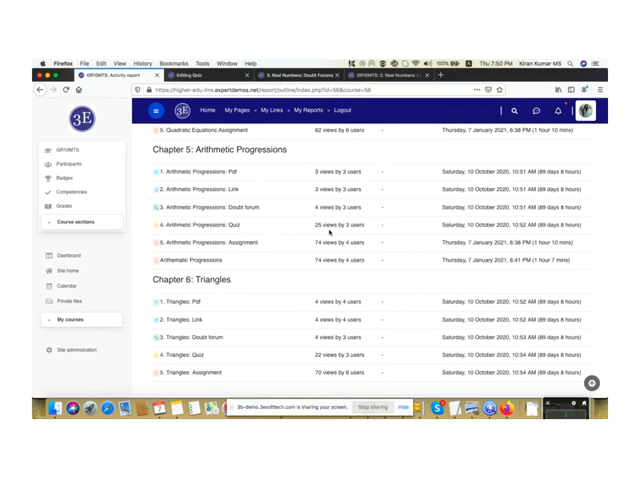 Firefox File Edit View History Bookmarks Tools Window Help 100% Thu 7:50 PM Kiran Kumar MS
GR10MTS: Activity report × Editing Quiz × 3. Real Numbers: Doubt Forums × GR10MTS: 2. Real Numbers: × +
https://higher-edu-lms.expertdemos.net/report/outline/index.php?id=56&course=56
3E
3E Home My Pages My Links My Reports Logout
GR10MTS
Participants
Badges
Competencies
Grades
Course sections
Dashboard
Site home
Calendar
Private files
My courses
Site administration
5. Quadratic Equations:Assignment 82 views by 6 users - Thursday, 7 January 2021, 6:38 PM (1 hour 10 mins)
Chapter 5: Arithmetic Progressions
1. Arithmetic Progressions: Pdf 3 views by 3 users - Saturday, 10 October 2020, 10:51 AM (89 days 8 hours)
2. Arithmetic Progressions: Link 3 views by 3 users - Saturday, 10 October 2020, 10:51 AM (89 days 8 hours)
3. Arithmetic Progressions: Doubt forum 4 views by 3 users - Saturday, 10 October 2020, 10:51 AM (89 days 8 hours)
4. Arithmetic Progressions: Quiz 25 views by 3 users - Saturday, 10 October 2020, 10:52 AM (89 days 8 hours)
5. Arithmetic Progressions: Assignment 74 views by 4 users - Thursday, 7 January 2021, 6:38 PM (1 hour 10 mins)
Arithematic Progressions 74 views by 4 users - Thursday, 7 January 2021, 6:41 PM (1 hour 7 mins)
Chapter 6: Triangles
1. Triangles: Pdf 4 views by 4 users - Saturday, 10 October 2020, 10:52 AM (89 days 8 hours)
2. Triangles: Link 4 views by 4 users - Saturday, 10 October 2020, 10:52 AM (89 days 8 hours)
3. Triangles: Doubt forum 4 views by 3 users - Saturday, 10 October 2020, 10:53 AM (89 days 8 hours)
4. Triangles: Quiz 22 views by 3 users - Saturday, 10 October 2020, 10:54 AM (89 days 8 hours)
5. Triangles: Assignment 70 views by 6 users - Saturday, 10 October 2020, 10:54 AM (89 days 8 hours)
3b-demo.3esofttech.com is sharing your screen. Stop sharing Hide